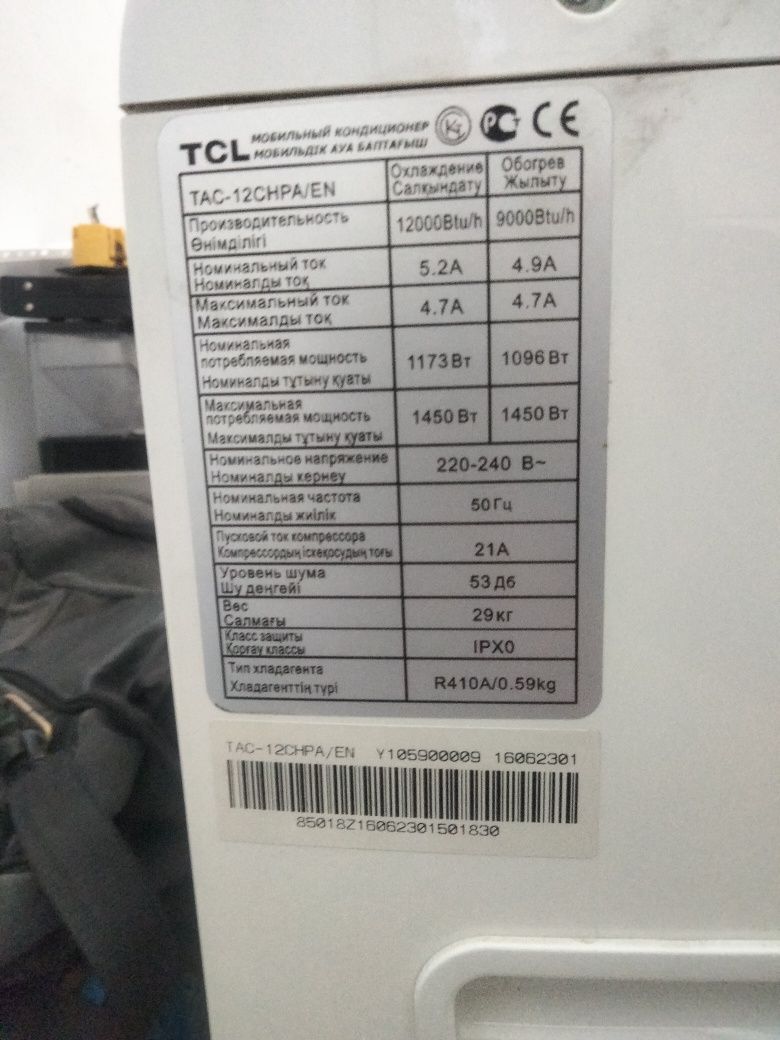 TCL МОБИЛЬНЫЙ КОНДИЦИОНЕР
МОБИЛЬДІК АУА БАПТАҒЫШ
TAC-12CHPA/EN Охлаждение Обогрев
Салқындату Жылыту
Производительность
Өнімділігі 12000Btu/h 9000Btu/h
Номинальный ток
Номиналды тоқ 5.2A 4.9A
Максимальный ток
Максималды тоқ 4.7A 4.7A
Номинальная
потребляемая мощность 1173 Вт 1096 Вт
Номиналды тұтыну қуаты
Максимальная
потребляемая мощность 1450 Вт 1450 Вт
Максималды тұтыну қуаты
Номинальное напряжение 220-240 В~
Номиналды кернеу
Номинальная частота 50 Гц
Номиналды жиілік
Пусковой ток компрессора 21A
Компрессордың іскеқосудың тоғы
Уровень шума 53 Дб
Шу деңгейі
Вес 29 кг
Салмағы
Класс защиты IPX0
Қорғау классы
Тип хладагента R410A/0.59kg
Хладагенттің түрі
TAC-12CHPA/EN Y105900009 16062301
85018Z16062301501830